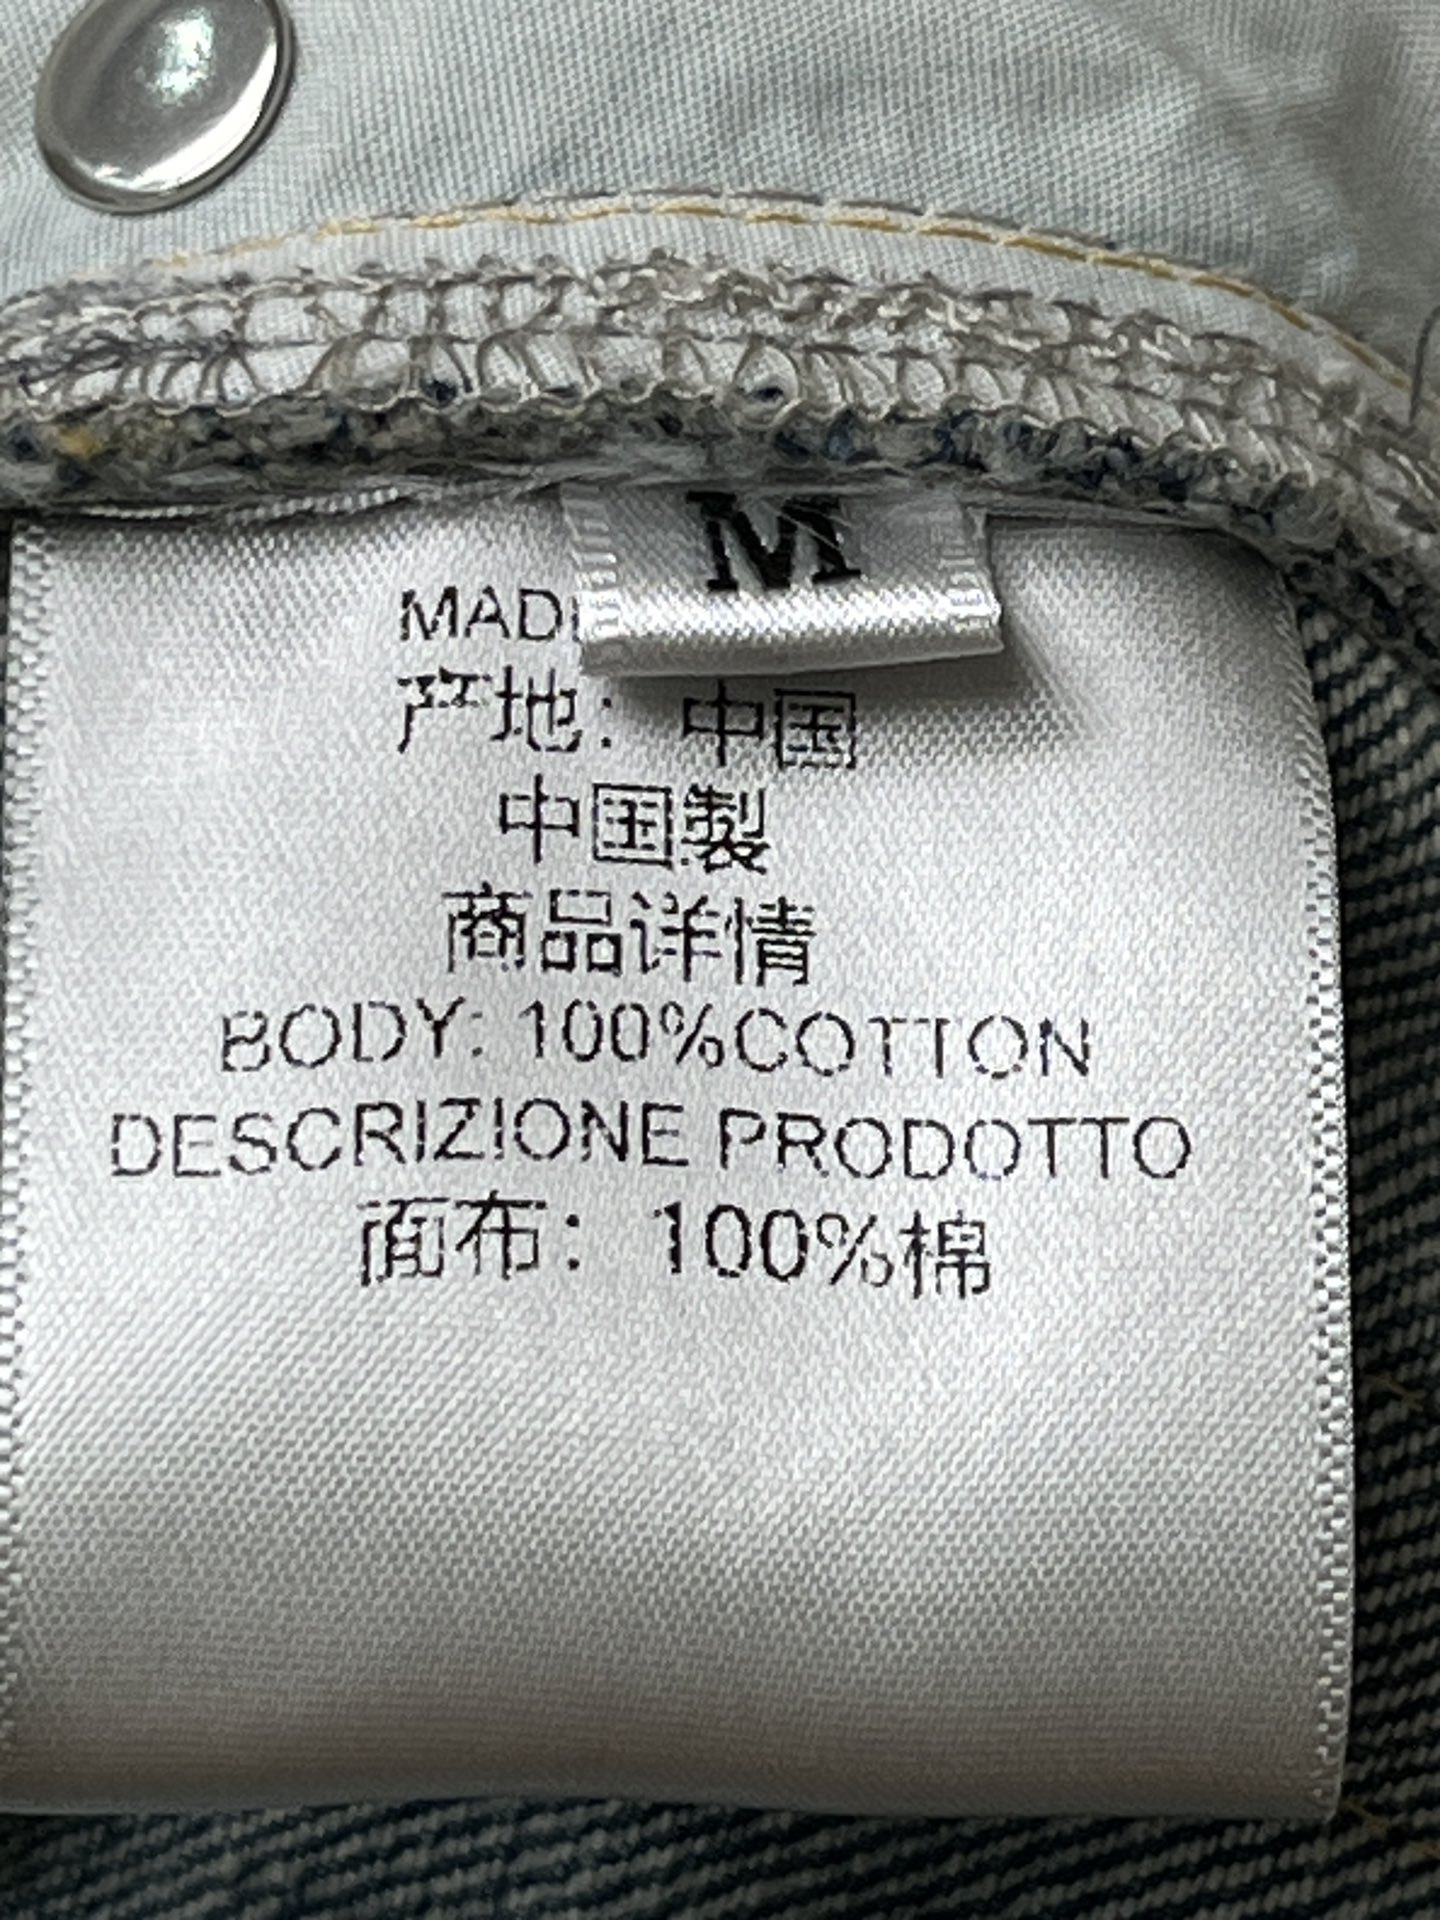 M
MAD
产地: 中国
中国製
商品详情
BODY: 100%COTTON
DESCRIZIONE PRODOTTO
面布: 100%棉